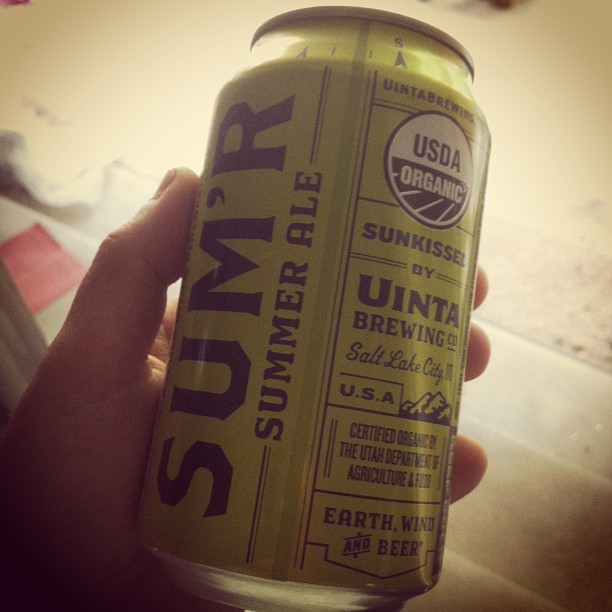 S
SUM'R
SUMMER ALE
UINTABREWING
USDA
ORGANIC
SUNKISSED
BY
UINTA
BREWING CO
Salt Lake City, UT
U.S.A
CERTIFIED ORGANIC BY
THE UTAH DEPARTMENT OF
AGRICULTURE & FOOD
EARTH, WIND
AND BEER